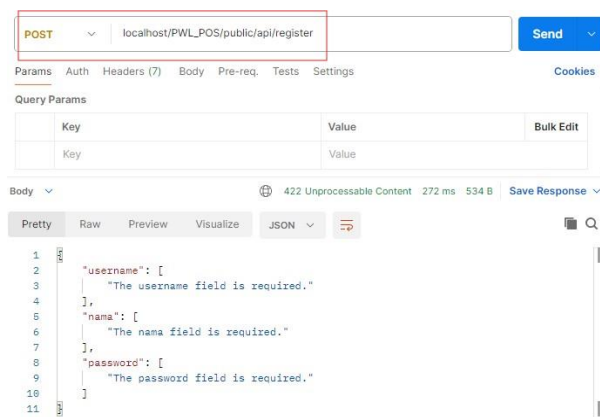 POST localhost/PWL_POS/public/api/register Send
Params Auth Headers (7) Body Pre-req. Tests Settings Cookies
Query Params
Key Value Bulk Edit
Key Value
Body 422 Unprocessable Content 272 ms 534 B Save Response
Pretty Raw Preview Visualize JSON
1 {
2 "username": [
3 "The username field is required."
4 ],
5 "nama": [
6 "The nama field is required."
7 ],
8 "password": [
9 "The password field is required."
10 ]
11 }